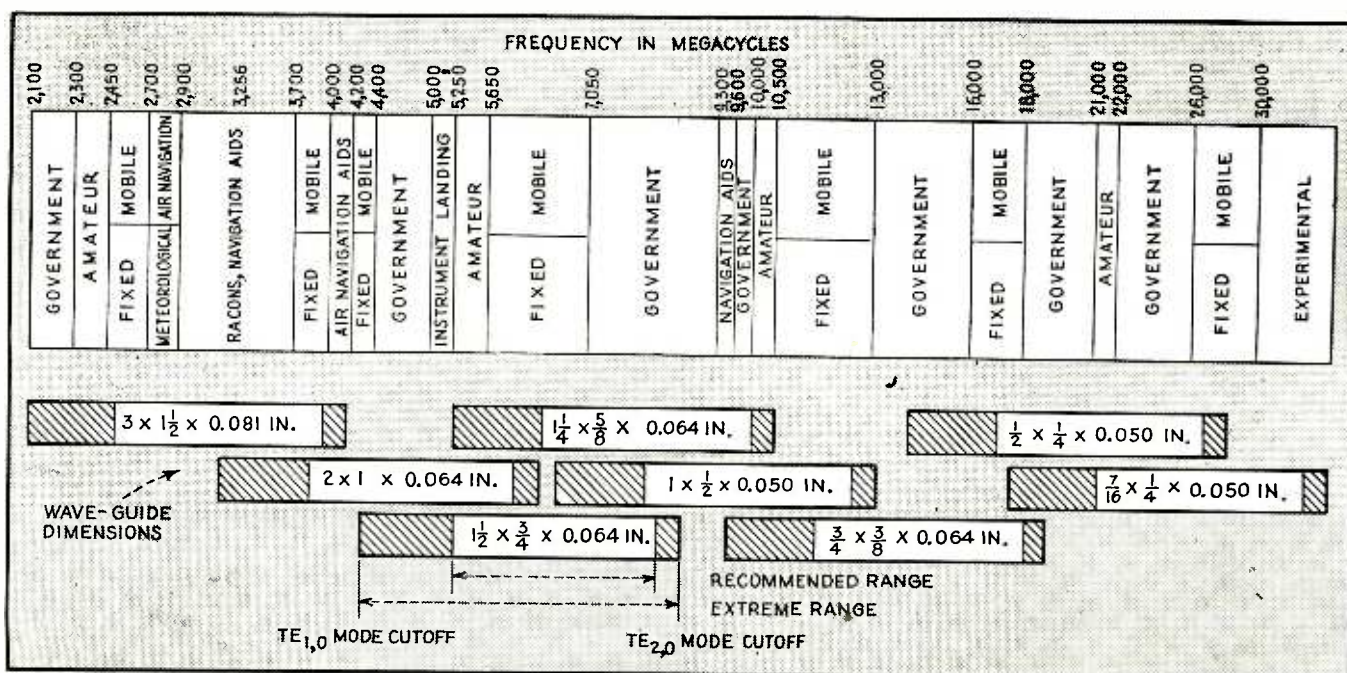 FREQUENCY IN MEGACYCLES
2,100 2,300 2,450 2,700 2,900 3,256 3,700 4,000 4,200 4,400 5,000 5,250 5,650 7,050 9,300 9,600 10,000 10,500 13,000 16,000 18,000 21,000 22,000 26,000 30,000
GOVERNMENT
AMATEUR
FIXED MOBILE
METEOROLOGICAL AIR NAVIGATION
RACONS, NAVIGATION AIDS
FIXED MOBILE
AIR NAVIGATION AIDS
FIXED MOBILE
GOVERNMENT
INSTRUMENT LANDING
AMATEUR
FIXED MOBILE
GOVERNMENT
NAVIGATION AIDS
GOVERNMENT
AMATEUR
FIXED MOBILE
GOVERNMENT
FIXED MOBILE
GOVERNMENT
AMATEUR
GOVERNMENT
FIXED MOBILE
EXPERIMENTAL
3 x 1 1/2 x 0.081 IN.
1 1/4 x 5/8 x 0.064 IN.
1/2 x 1/4 x 0.050 IN.
2 x 1 x 0.064 IN.
1 x 1/2 x 0.050 IN.
7/16 x 1/4 x 0.050 IN.
WAVE-GUIDE
DIMENSIONS
1 1/2 x 3/4 x 0.064 IN.
3/4 x 3/8 x 0.064 IN.
RECOMMENDED RANGE
EXTREME RANGE
TE1,0 MODE CUTOFF
TE2,0 MODE CUTOFF